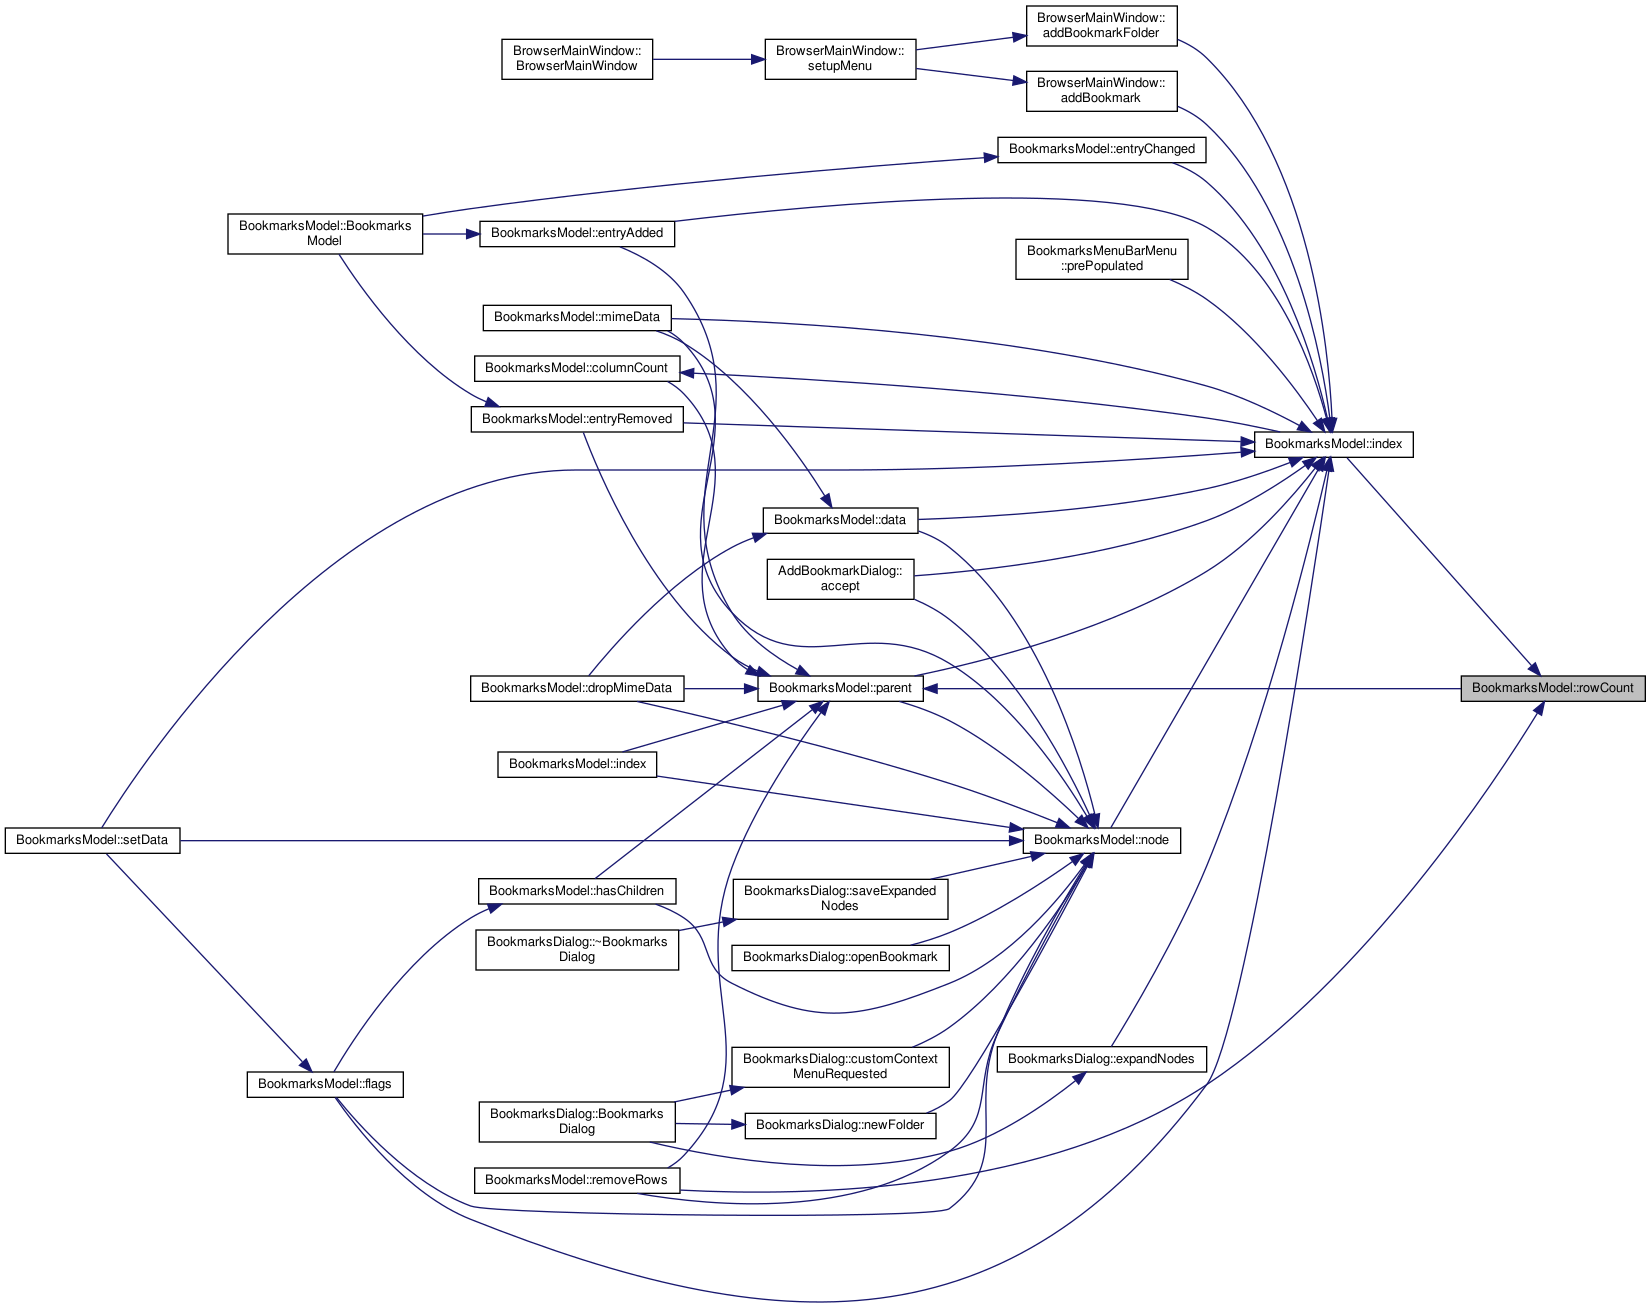 BrowserMainWindow::
addBookmarkFolder
BrowserMainWindow::
BrowserMainWindow
BrowserMainWindow::
setupMenu
BrowserMainWindow::
addBookmark
BookmarksModel::entryChanged
BookmarksModel::Bookmarks
Model
BookmarksModel::entryAdded
BookmarksMenuBarMenu
::prePopulated
BookmarksModel::mimeData
BookmarksModel::columnCount
BookmarksModel::entryRemoved
BookmarksModel::index
BookmarksModel::data
AddBookmarkDialog::
accept
BookmarksModel::dropMimeData
BookmarksModel::parent
BookmarksModel::rowCount
BookmarksModel::index
BookmarksModel::setData
BookmarksModel::node
BookmarksModel::hasChildren
BookmarksDialog::saveExpanded
Nodes
BookmarksDialog::~Bookmarks
Dialog
BookmarksDialog::openBookmark
BookmarksDialog::customContext
MenuRequested
BookmarksDialog::expandNodes
BookmarksModel::flags
BookmarksDialog::Bookmarks
Dialog
BookmarksDialog::newFolder
BookmarksModel::removeRows